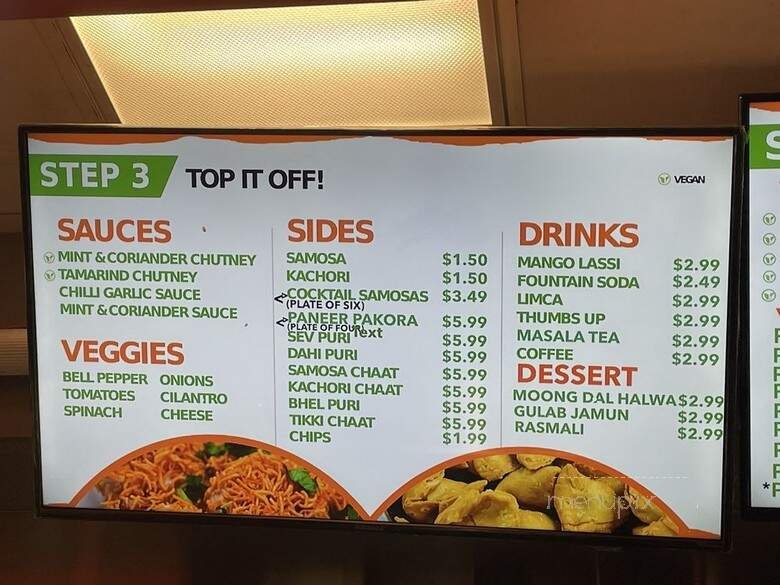 STEP 3 TOP IT OFF!
VEGAN
SAUCES
MINT & CORIANDER CHUTNEY
TAMARIND CHUTNEY
CHILLI GARLIC SAUCE
MINT & CORIANDER SAUCE
VEGGIES
BELL PEPPER ONIONS
TOMATOES CILANTRO
SPINACH CHEESE
SIDES
SAMOSA $1.50
KACHORI $1.50
COCKTAIL SAMOSAS $3.49
(PLATE OF SIX)
PANEER PAKORA $5.99
(PLATE OF FOUR) Text
SEV PURI $5.99
DAHI PURI $5.99
SAMOSA CHAAT $5.99
KACHORI CHAAT $5.99
BHEL PURI $5.99
TIKKI CHAAT $5.99
CHIPS $1.99
DRINKS
MANGO LASSI $2.99
FOUNTAIN SODA $2.49
LIMCA $2.99
THUMBS UP $2.99
MASALA TEA $2.99
COFFEE $2.99
DESSERT
MOONG DAL HALWA $2.99
GULAB JAMUN $2.99
RASMALI $2.99
menupix